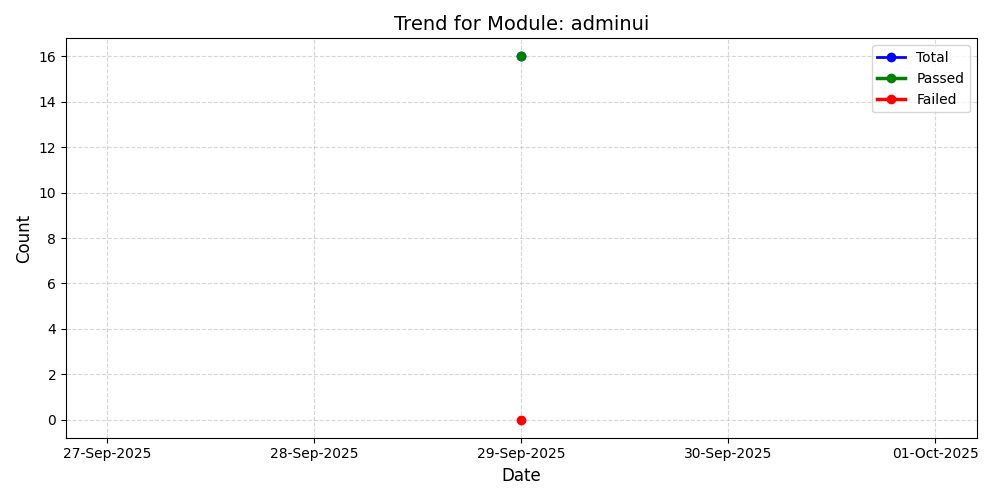 Trend for Module: adminui
Total
Passed
Failed
16
14
12
10
8
6
4
2
0
Count
27-Sep-2025
28-Sep-2025
29-Sep-2025
30-Sep-2025
01-Oct-2025
Date